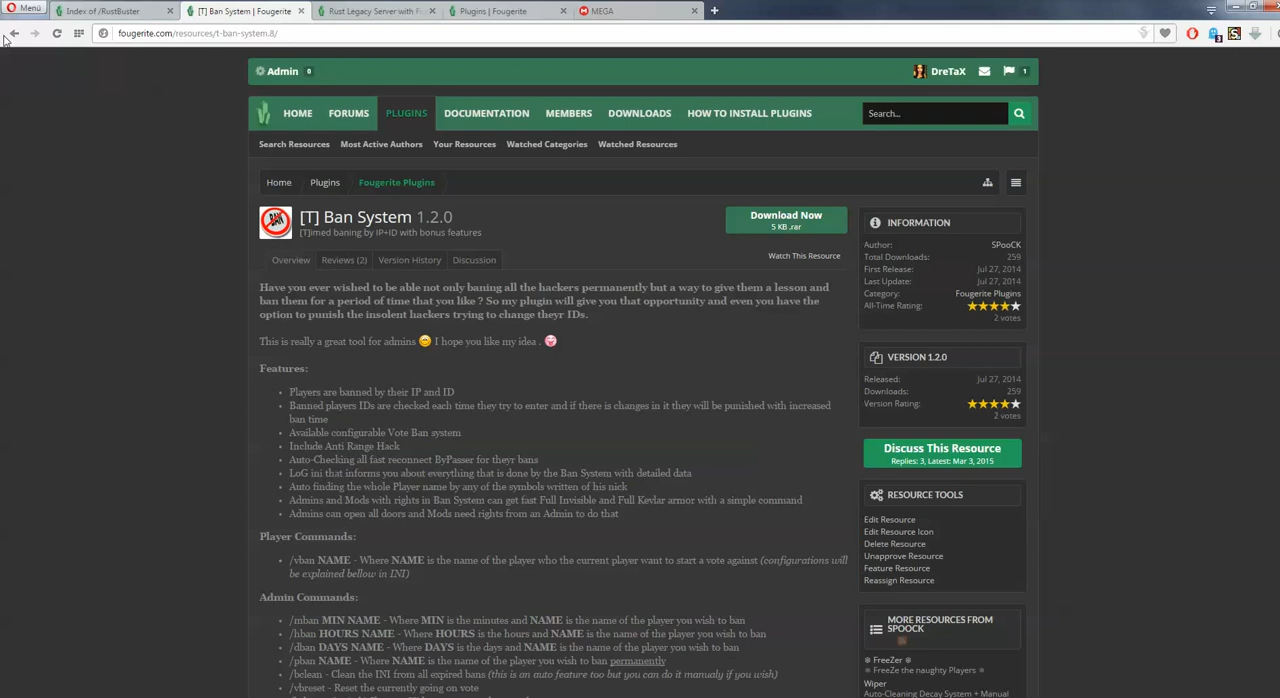 Menü
Index of /RustBuster
[T] Ban System | Fougerite
Rust Legacy Server with Fo
Plugins | Fougerite
MEGA
fougerite.com/resources/t-ban-system.8/
3
Admin 0
DreTaX
1
HOME FORUMS PLUGINS DOCUMENTATION MEMBERS DOWNLOADS HOW TO INSTALL PLUGINS
Search...
Search Resources Most Active Authors Your Resources Watched Categories Watched Resources
Home Plugins Fougerite Plugins
BAN
[T] Ban System 1.2.0
[T]imed baning by IP+ID with bonus features
Download Now
5 KB .rar
Overview Reviews (2) Version History Discussion
Watch This Resource
Have you ever wished to be able not only baning all the hackers permanently but a way to give them a lesson and
ban them for a period of time that you like ? So my plugin will give you that opportunity and even you have the
option to punish the insolent hackers trying to change theyr IDs.
This is really a great tool for admins I hope you like my idea .
Features:
Players are banned by their IP and ID
Banned players IDs are checked each time they try to enter and if there is changes in it they will be punished with increased
ban time
Available configurable Vote Ban system
Include Anti Range Hack
Auto-Checking all fast reconnect ByPasser for theyr bans
LoG ini that informs you about everything that is done by the Ban System with detailed data
Auto finding the whole Player name by any of the symbols written of his nick
Admins and Mods with rights in Ban System can get fast Full Invisible and Full Kevlar armor with a simple command
Admins can open all doors and Mods need rights from an Admin to do that
Player Commands:
/vban NAME - Where NAME is the name of the player who the current player want to start a vote against (configurations will
be explained bellow in INI)
Admin Commands:
/mban MIN NAME - Where MIN is the minutes and NAME is the name of the player you wish to ban
/hban HOURS NAME - Where HOURS is the hours and NAME is the name of the player you wish to ban
/dban DAYS NAME - Where DAYS is the days and NAME is the name of the player you wish to ban
/pban NAME - Where NAME is the name of the player you wish to ban permanently
/bclean - Clean the INI from all expired bans (this is an auto feature too but you can do it manualy if you wish)
/vbreset - Reset the currently going on vote
INFORMATION
Author: SPooCK
Total Downloads: 259
First Release: Jul 27, 2014
Last Update: Jul 27, 2014
Category: Fougerite Plugins
All-Time Rating:
2 votes
VERSION 1.2.0
Released: Jul 27, 2014
Downloads: 259
Version Rating:
2 votes
Discuss This Resource
Replies: 3, Latest: Mar 3, 2015
RESOURCE TOOLS
Edit Resource
Edit Resource Icon
Delete Resource
Unapprove Resource
Feature Resource
Reassign Resource
MORE RESOURCES FROM
SPOOCK
❄ FreeZer ❄
❄ FreeZe the naughty Players ❄
Wiper
Auto-Cleaning Decay System + Manual